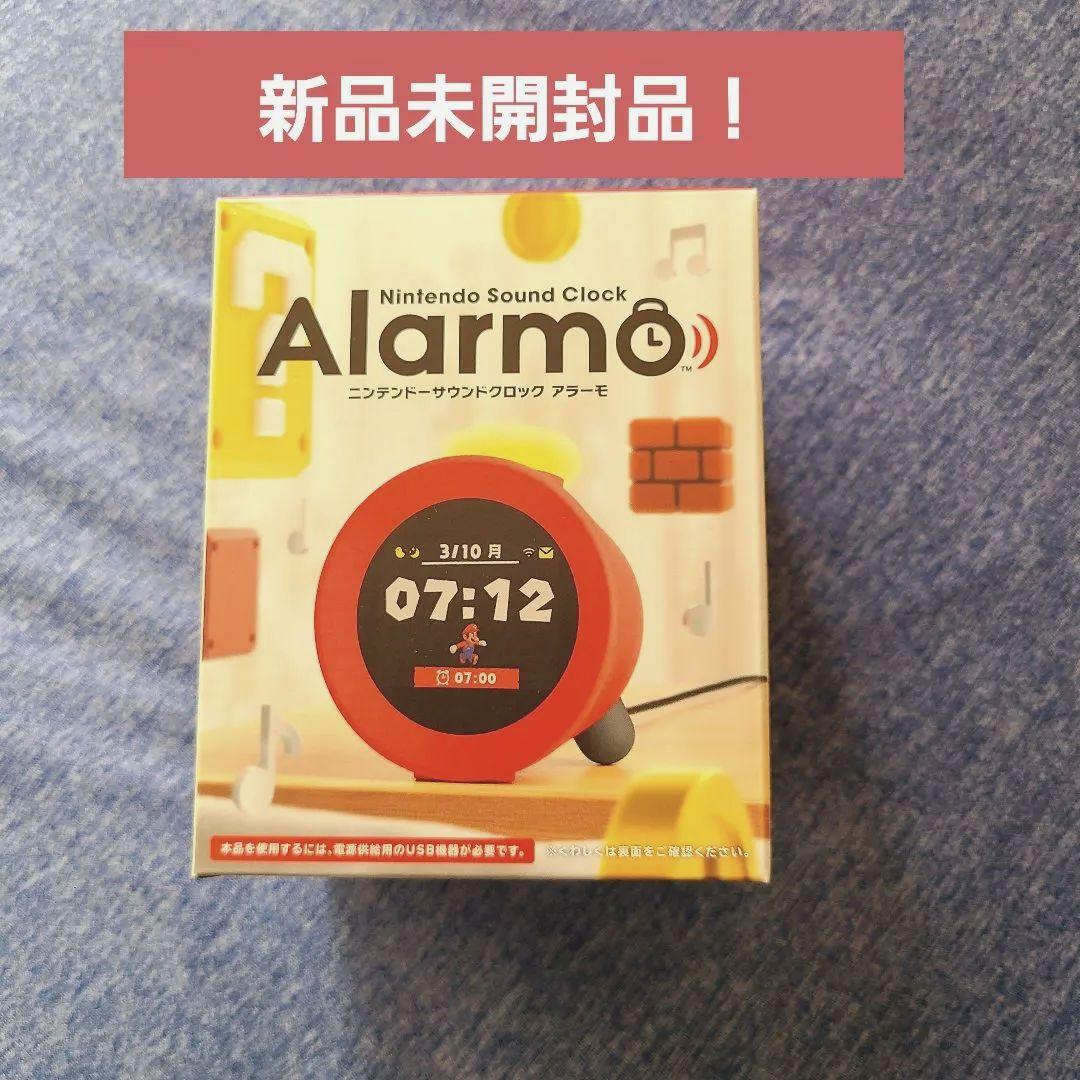 新品未開封品！
Nintendo Sound Clock
Alarmo
TM
ニンテンドーサウンドクロック アラーモ
3/10 月
07:12
07:00
本品を使用するには、電源供給用のUSB機器が必要です。
※くわしくは裏面をご確認ください。